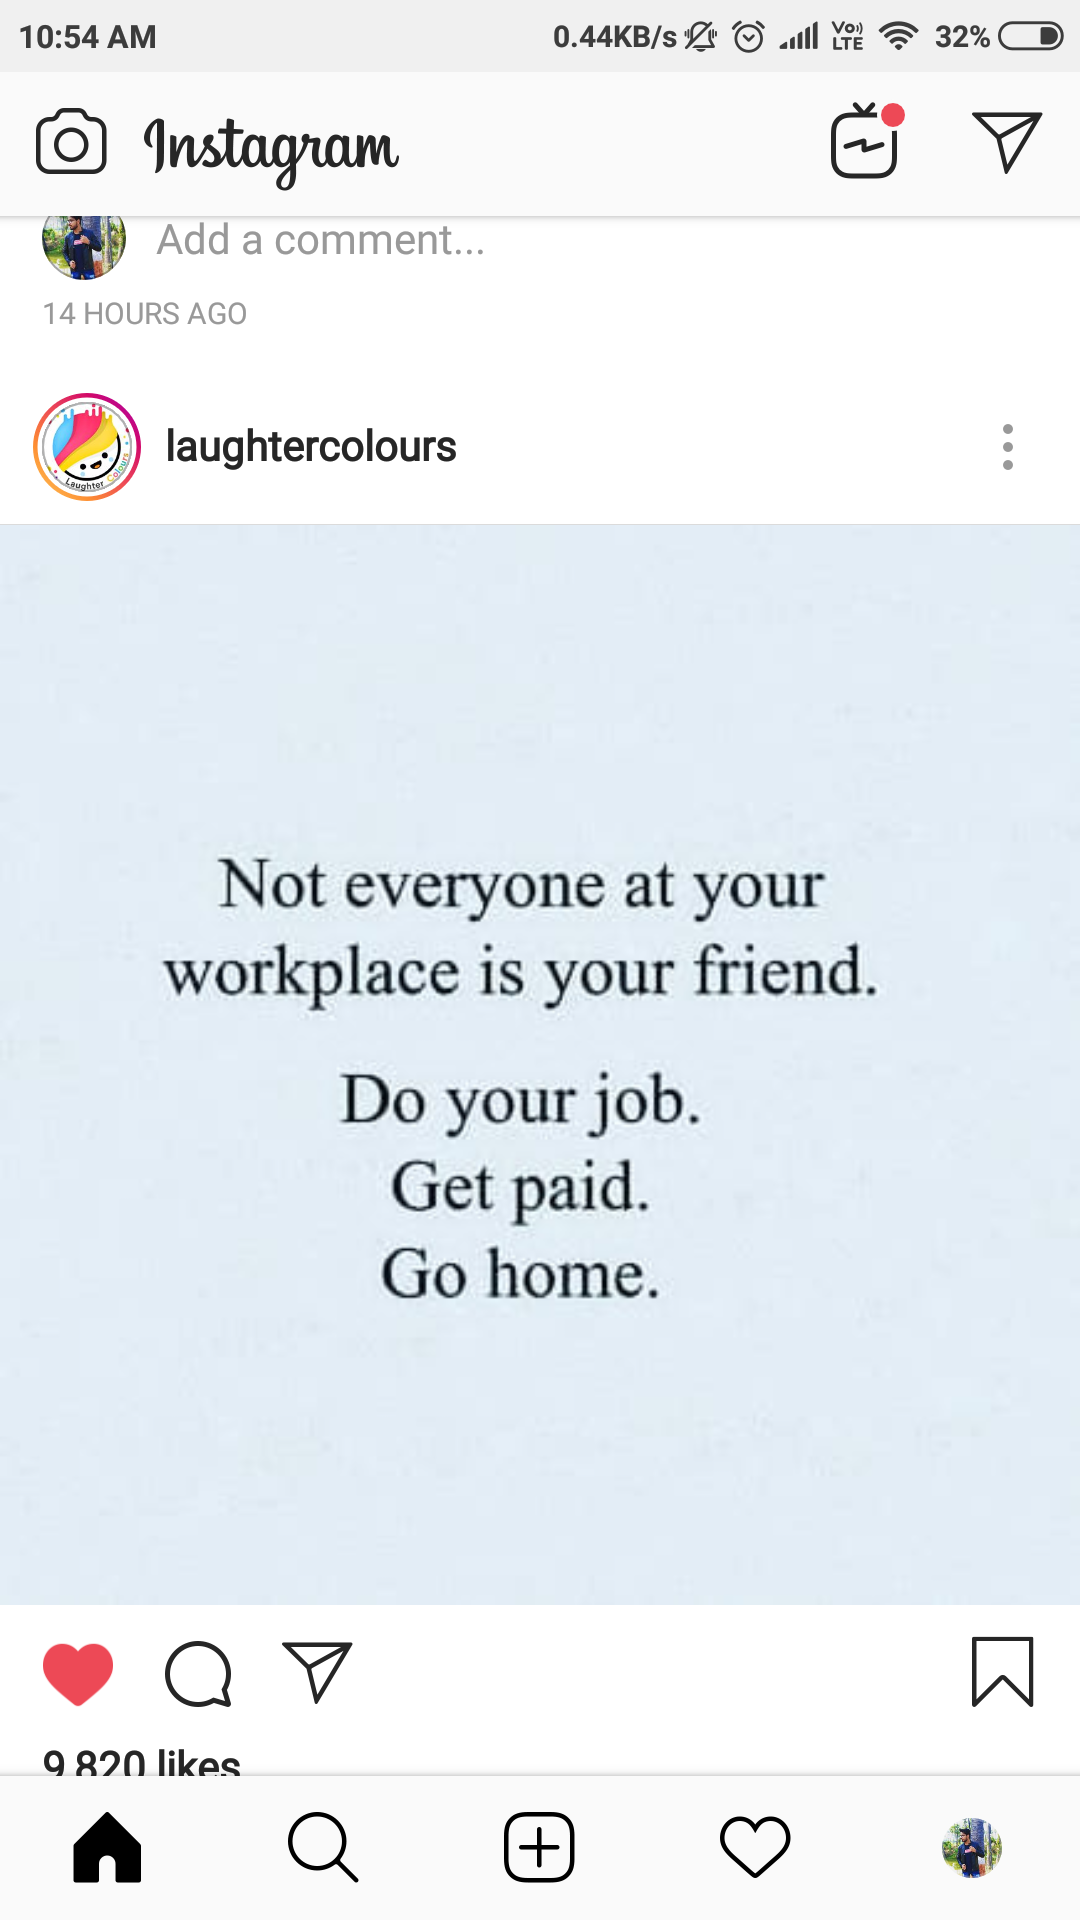 10:54 AM 0.44KB/s Vo)) LTE 32%
Instagram
Add a comment...
14 HOURS AGO
Laughter Colours
laughtercolours
Not everyone at your
workplace is your friend.
Do your job.
Get paid.
Go home.
9,820 likes